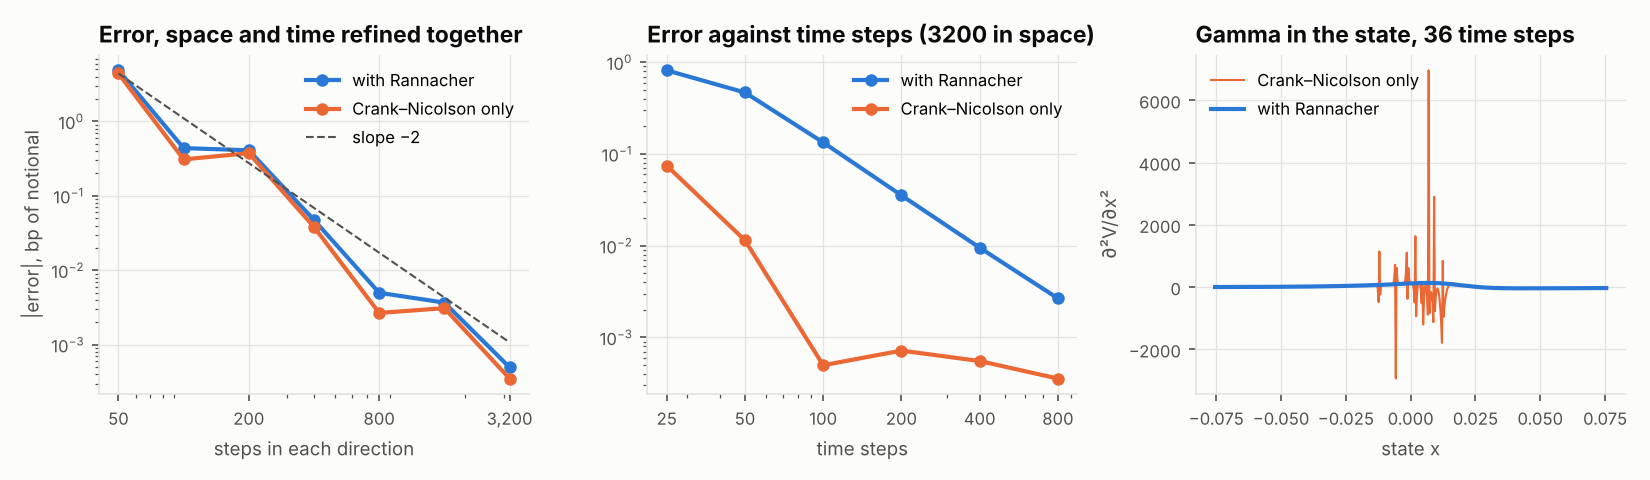 Error, space and time refined together
with Rannacher
Crank–Nicolson only
slope −2
10⁰
10⁻¹
10⁻²
10⁻³
|error|, bp of notional
50
200
800
3,200
steps in each direction
Error against time steps (3200 in space)
with Rannacher
Crank–Nicolson only
10⁰
10⁻¹
10⁻²
10⁻³
25
50
100
200
400
800
time steps
Gamma in the state, 36 time steps
Crank–Nicolson only
with Rannacher
6000
4000
2000
0
−2000
∂²V/∂x²
−0.075
−0.050
−0.025
0.000
0.025
0.050
0.075
state x